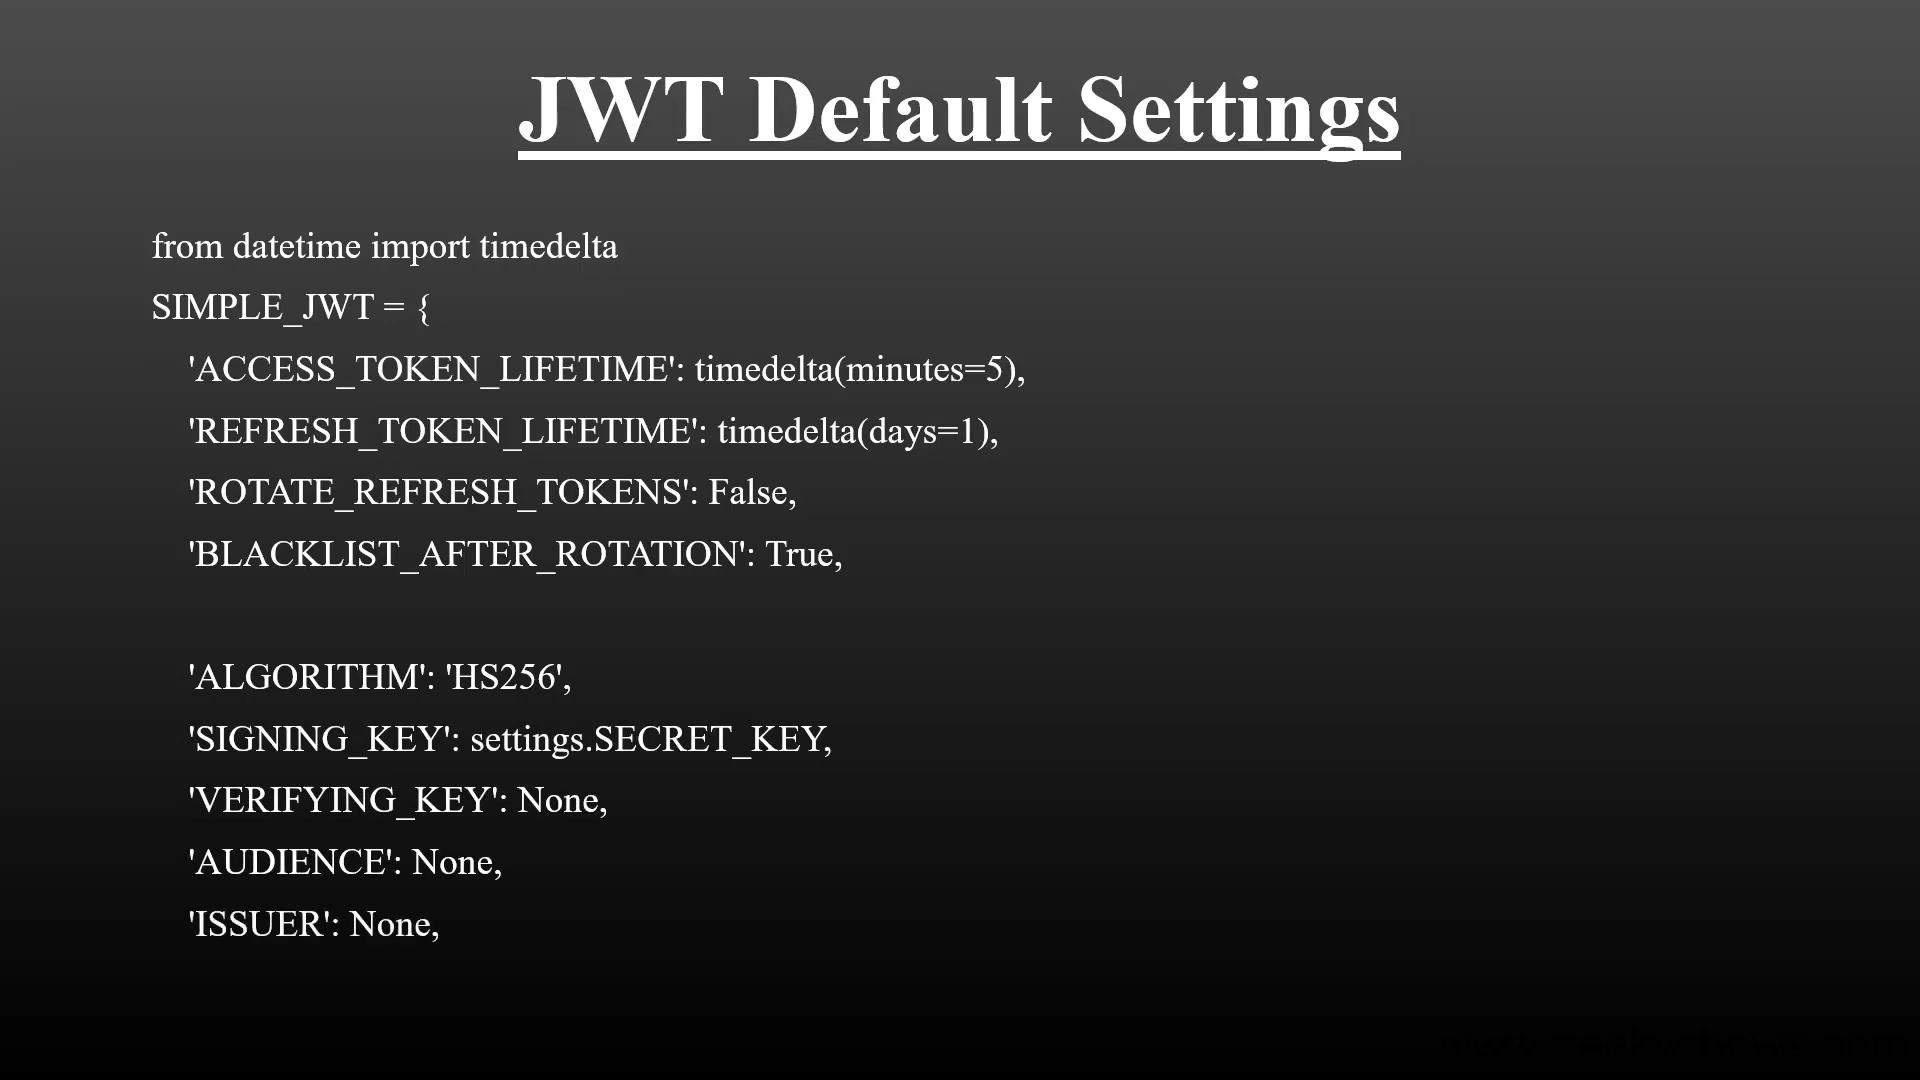 JWT Default Settings
from datetime import timedelta
SIMPLE_JWT = {
'ACCESS_TOKEN_LIFETIME': timedelta(minutes=5),
'REFRESH_TOKEN_LIFETIME': timedelta(days=1),
'ROTATE_REFRESH_TOKENS': False,
'BLACKLIST_AFTER_ROTATION': True,
'ALGORITHM': 'HS256',
'SIGNING_KEY': settings.SECRET_KEY,
'VERIFYING_KEY': None,
'AUDIENCE': None,
'ISSUER': None,